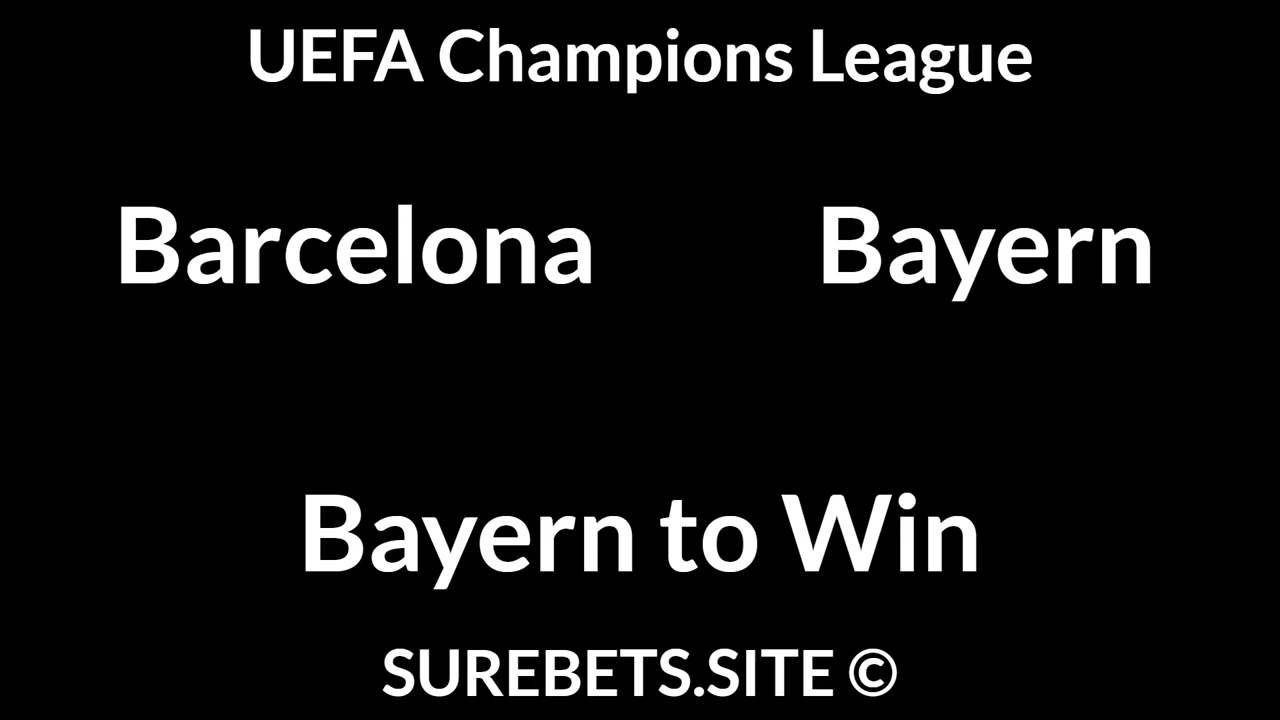 UEFA Champions League
Barcelona Bayern
Bayern to Win
SUREBETS.SITE ©